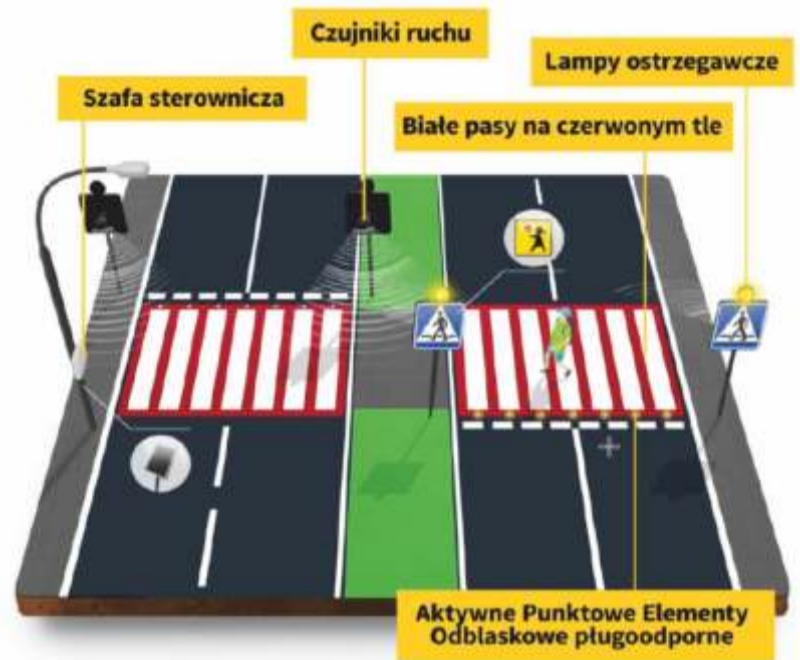 Czujniki ruchu
Lampy ostrzegawcze
Szafa sterownicza
Białe pasy na czerwonym tle
Aktywne Punktowe Elementy
Odblaskowe pługoodporne